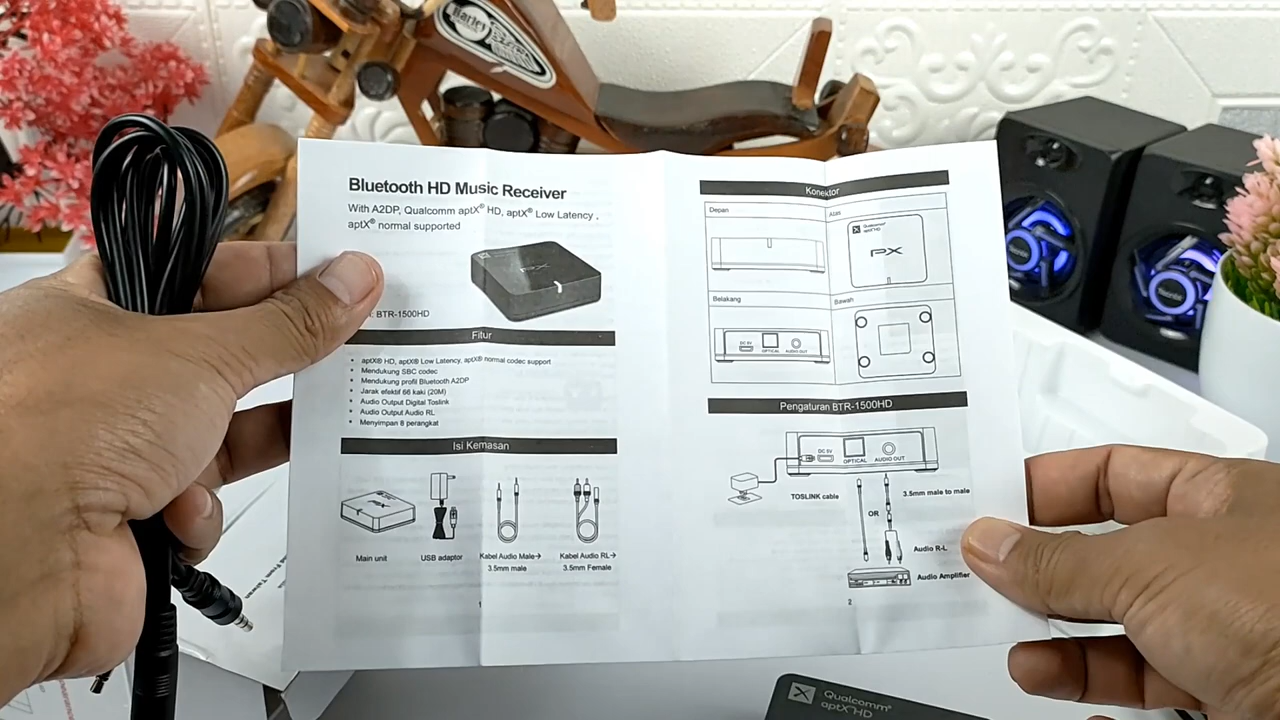 Harley
Bluetooth HD Music Receiver
With A2DP, Qualcomm aptX® HD, aptX® Low Latency ,
aptX® normal supported
PX
: BTR-1500HD
Fitur
• aptX® HD, aptX® Low Latency, aptX® normal codec support
• Mendukung SBC codec
• Mendukung profil Bluetooth A2DP
• Jarak efektif 66 kaki (20M)
• Audio Output Digital Toslink
• Audio Output Audio RL
• Menyimpan 8 perangkat
Isi Kemasan
Main unit
USB adaptor
Kabel Audio Male→
3.5mm male
Kabel Audio RL→
3.5mm Female
1
Konektor
Depan
Atas
Qualcomm®
aptX™HD
PX
Belakang
Bawah
DC 5V
OPTICAL
AUDIO OUT
Pengaturan BTR-1500HD
DC 5V
OPTICAL
AUDIO OUT
TOSLINK cable
3.5mm male to male
OR
Audio R-L
Audio Amplifier
2
Qualcomm®
aptX™HD